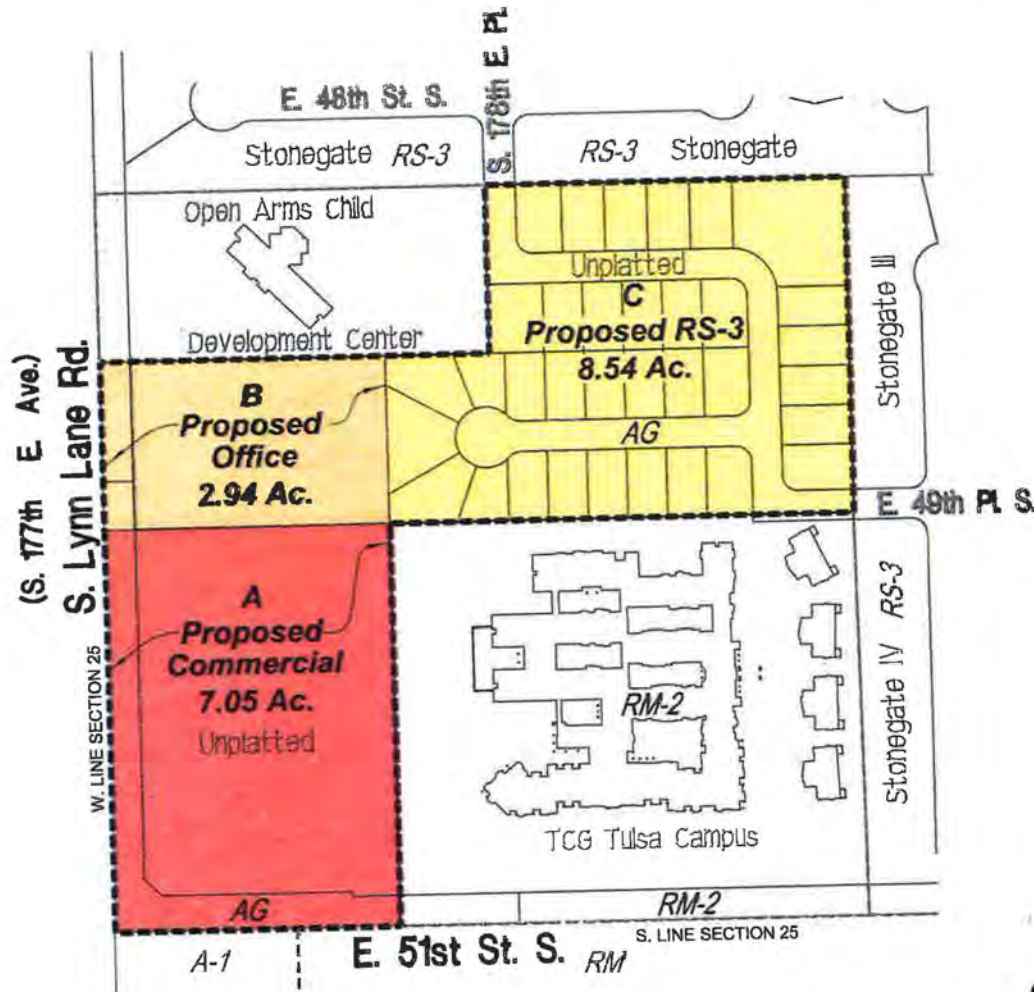 S. 178th E. Pl.
E. 48th St. S.
Stonegate RS-3
RS-3 Stonegate
Open Arms Child
Development Center
Unplatted
C
Proposed RS-3
8.54 Ac.
AG
Stonegate III
(S. 177th E Ave.)
S. Lynn Lane Rd.
B
Proposed
Office
2.94 Ac.
E. 49th Pl. S.
A
Proposed
Commercial
7.05 Ac.
Unplatted
W. LINE SECTION 25
RM-2
TCG Tulsa Campus
Stonegate IV RS-3
AG
RM-2
S. LINE SECTION 25
A-1
E. 51st St. S.
RM